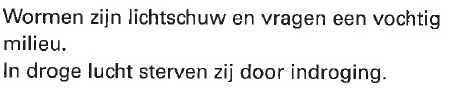 Wormen zijn lichtschuw en vragen een vochtig
milieu.
In droge lucht sterven zij door indroging.